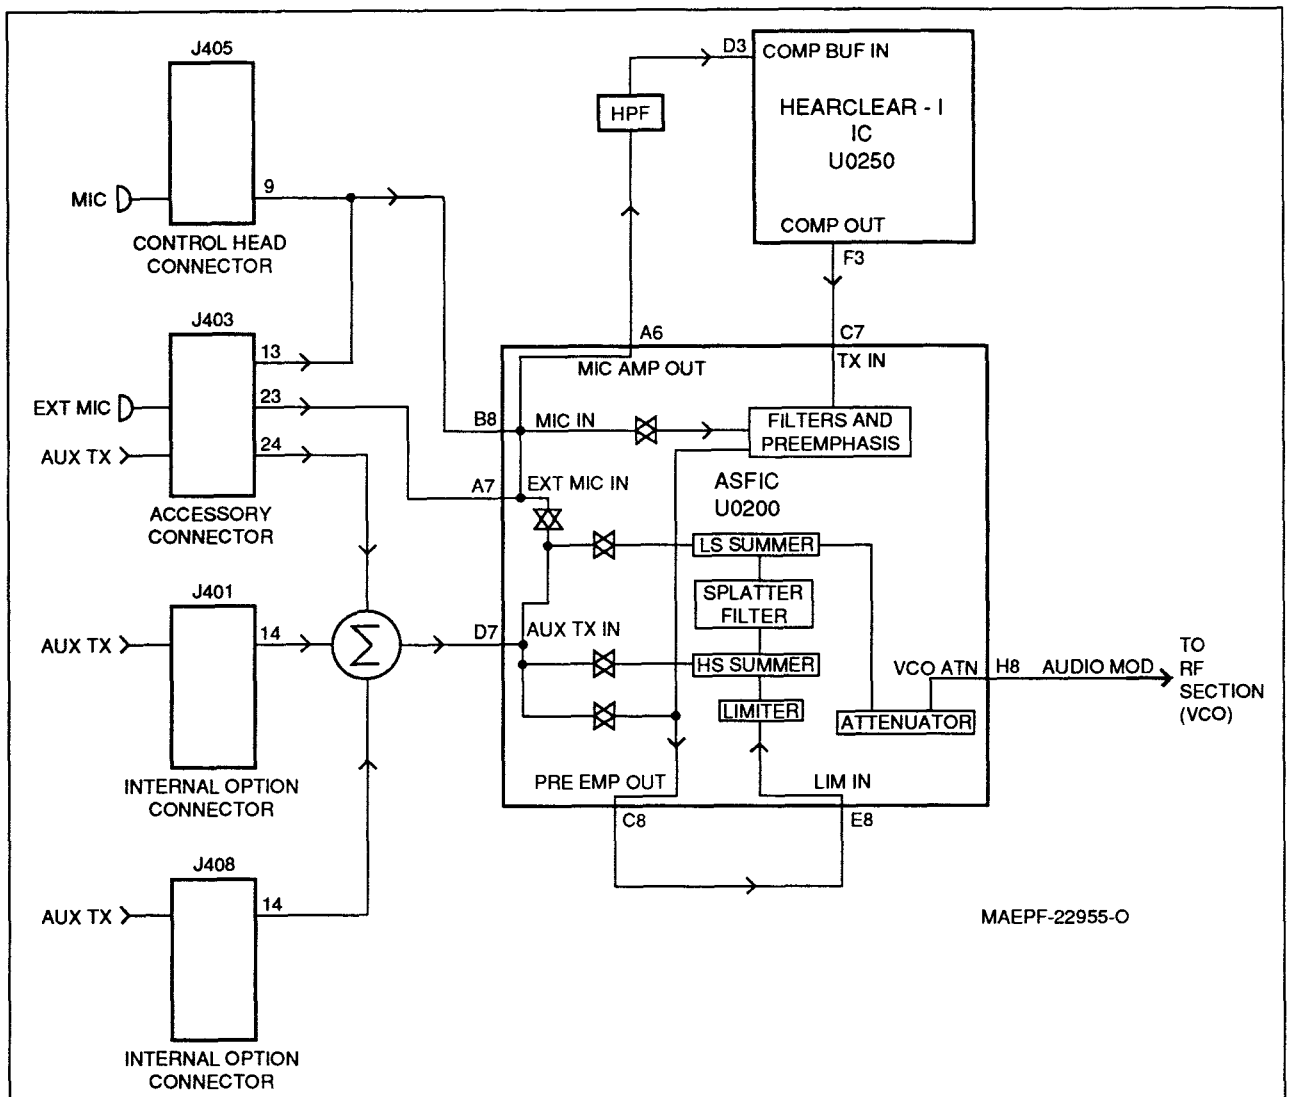 J405
MIC
9
CONTROL HEAD
CONNECTOR
J403
13
EXT MIC
23
AUX TX
24
ACCESSORY
CONNECTOR
J401
AUX TX
14
INTERNAL OPTION
CONNECTOR
J408
AUX TX
14
INTERNAL OPTION
CONNECTOR
Σ
HPF
D3
COMP BUF IN
HEARCLEAR - I
IC
U0250
COMP OUT
F3
A6
C7
MIC AMP OUT
TX IN
B8
MIC IN
FILTERS AND
PREEMPHASIS
A7
EXT MIC IN
ASFIC
U0200
LS SUMMER
SPLATTER
FILTER
D7
AUX TX IN
HS SUMMER
LIMITER
VCO ATN
H8
AUDIO MOD
TO
RF
SECTION
(VCO)
ATTENUATOR
PRE EMP OUT
LIM IN
C8
E8
MAEPF-22955-O